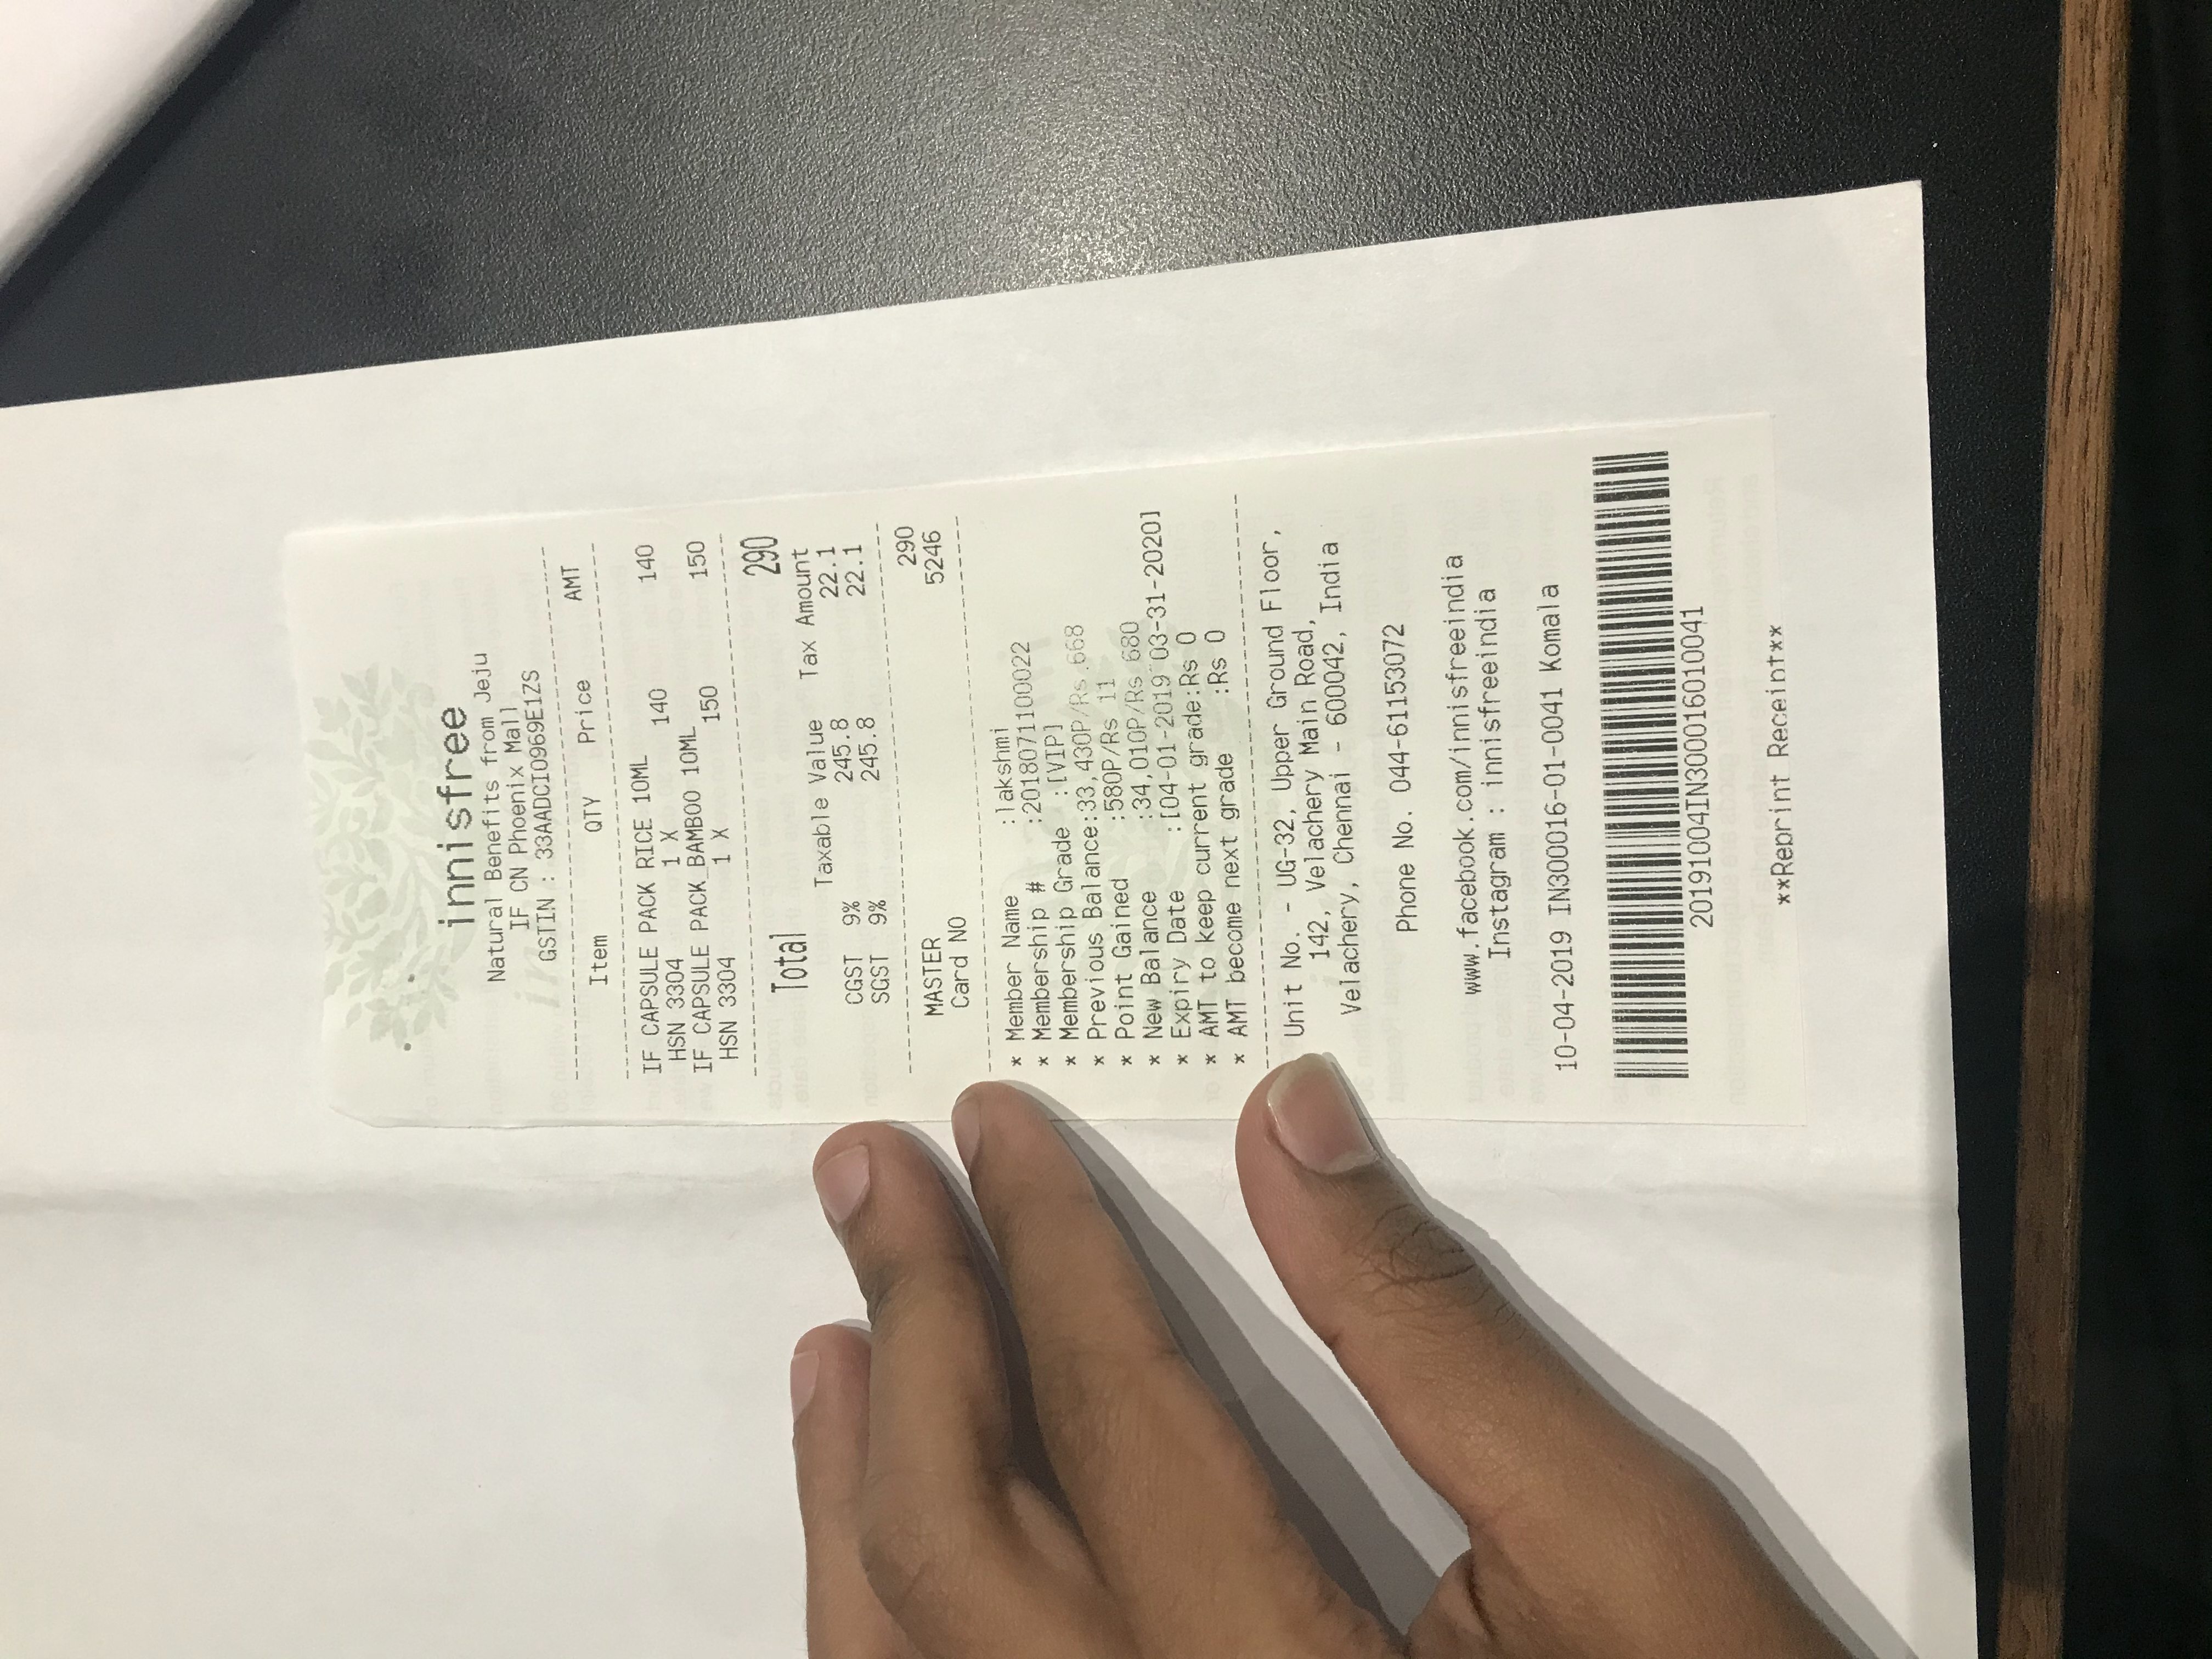 innisfree
Natural Benefits from Jeju
IF CN Phoenix Mall
GSTIN : 33AADCI0969E1ZS
Item QTY Price AMT
IF CAPSULE PACK RICE 10ML
HSN 3304 1 X 140 140
IF CAPSULE PACK_BAMBOO 10ML
HSN 3304 1 X 150 150
Total 290
Taxable Value Tax Amount
CGST 9% 245.8 22.1
SGST 9% 245.8 22.1
MASTER 290
Card NO 5246
* Member Name :lakshmi
* Membership # :2018071100022
* Membership Grade :[VIP]
* Previous Balance:33,430P/Rs 668
* Point Gained :580P/Rs 11
* New Balance :34,010P/Rs 680
* Expiry Date :[04-01-2019~03-31-2020]
* AMT to keep current grade:Rs 0
* AMT become next grade :Rs 0
Unit No. - UG-32, Upper Ground Floor,
142, Velachery Main Road,
Velachery, Chennai - 600042, India
Phone No. 044-61153072
www.facebook.com/innisfreeindia
Instagram : innisfreeindia
10-04-2019 IN300016-01-0041 Komala
20191004IN300016010041
**Reprint Receipt**